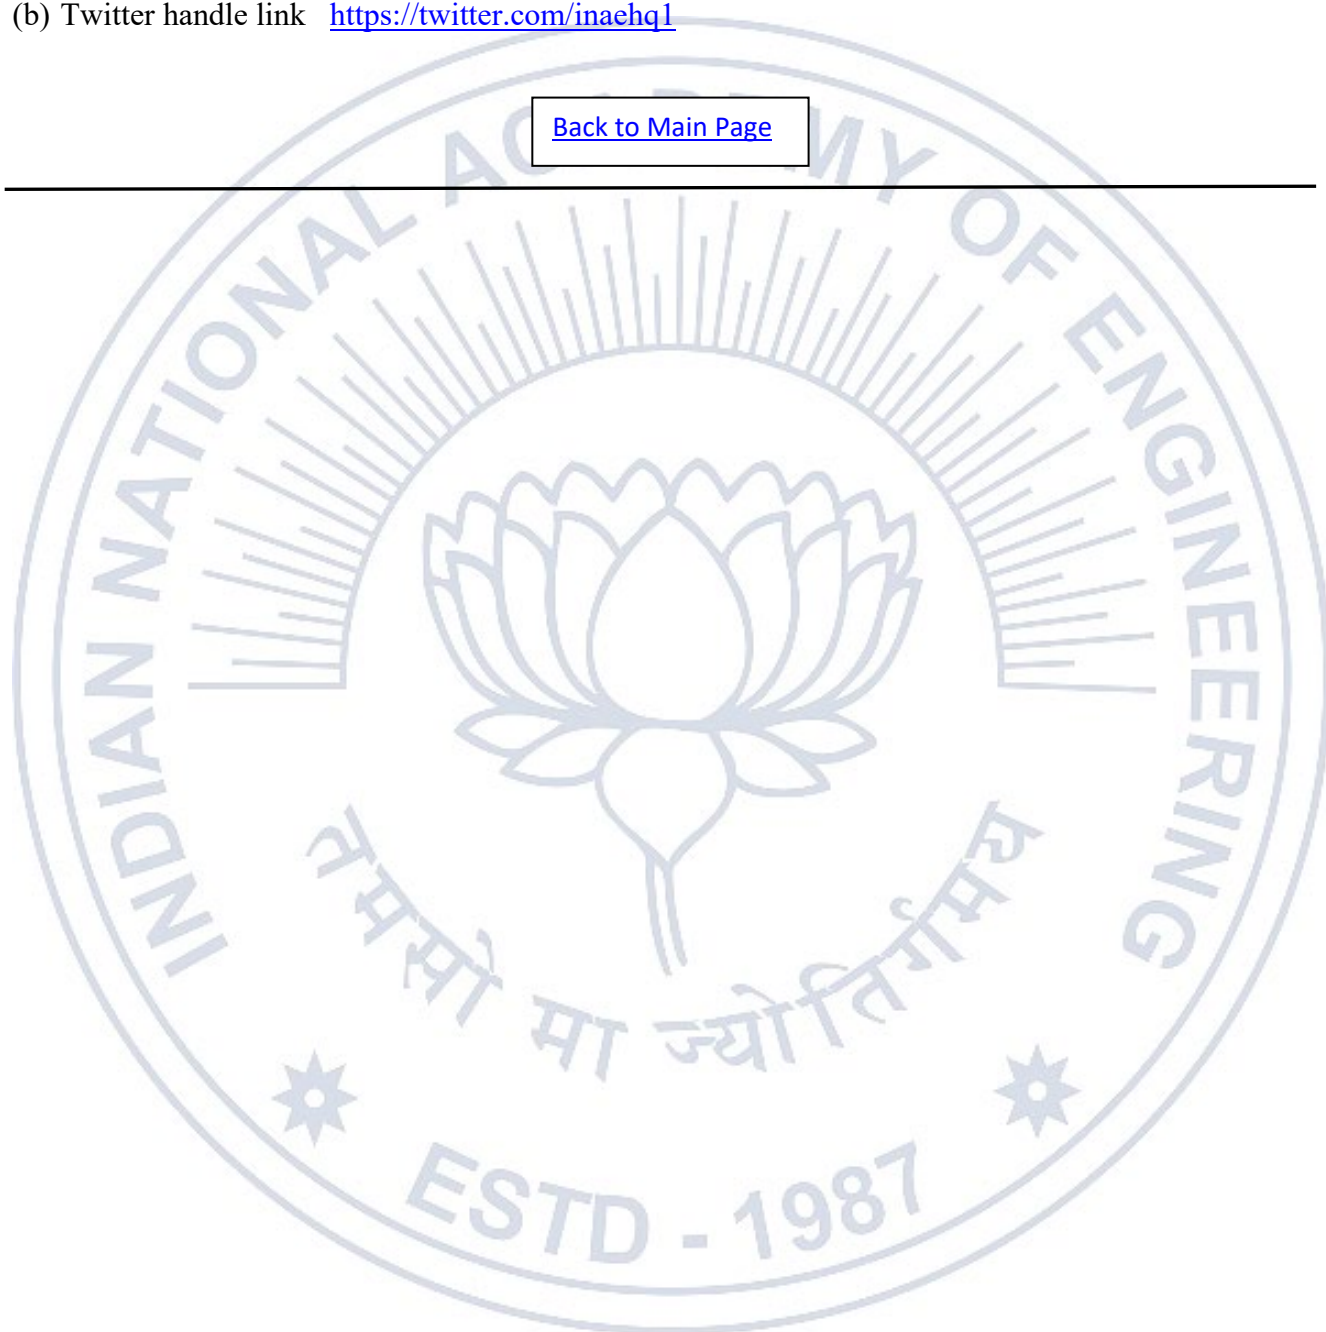 (b) Twitter handle link https://twitter.com/inaehq1
Back to Main Page
INDIAN NATIONAL ACADEMY OF ENGINEERING
तमसो मा ज्योतिर्गमय
ESTD - 1987